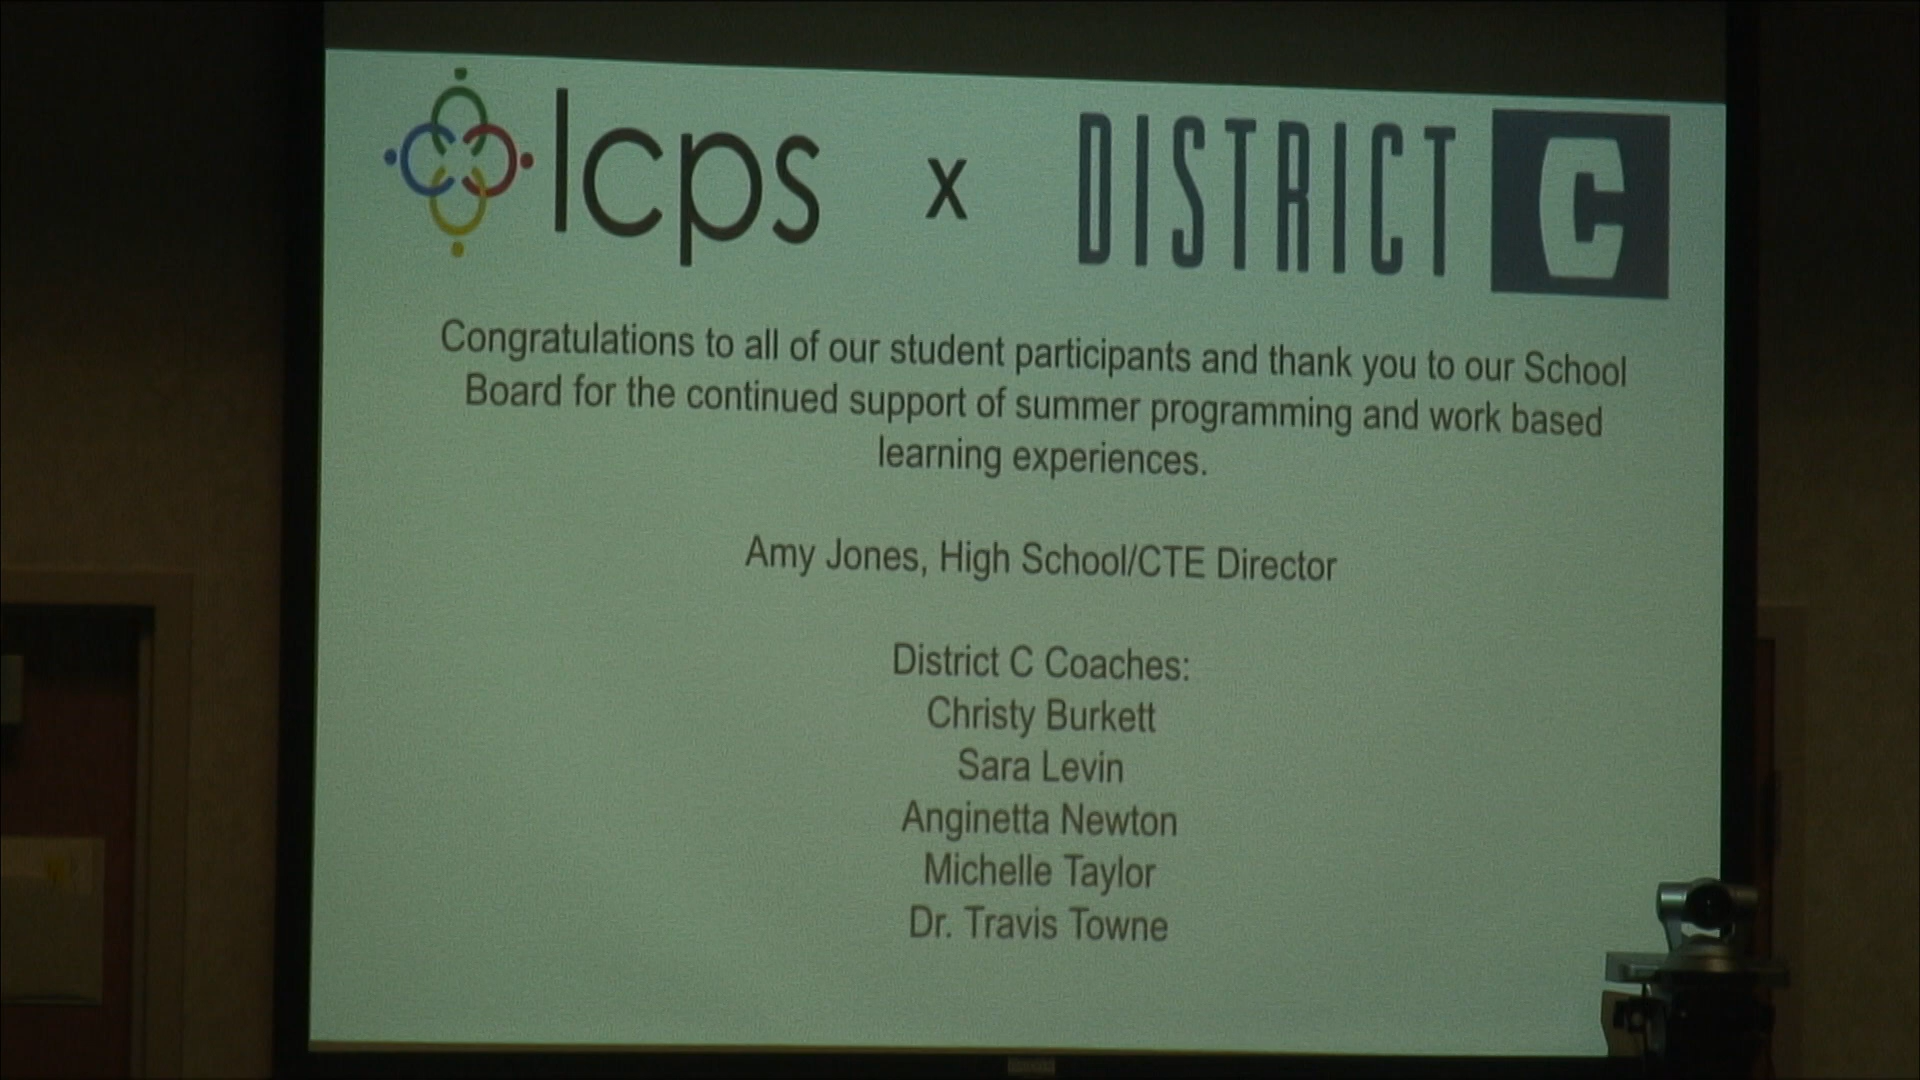 lcps x DISTRICT C
Congratulations to all of our student participants and thank you to our School
Board for the continued support of summer programming and work based
learning experiences.
Amy Jones, High School/CTE Director
District C Coaches:
Christy Burkett
Sara Levin
Anginetta Newton
Michelle Taylor
Dr. Travis Towne